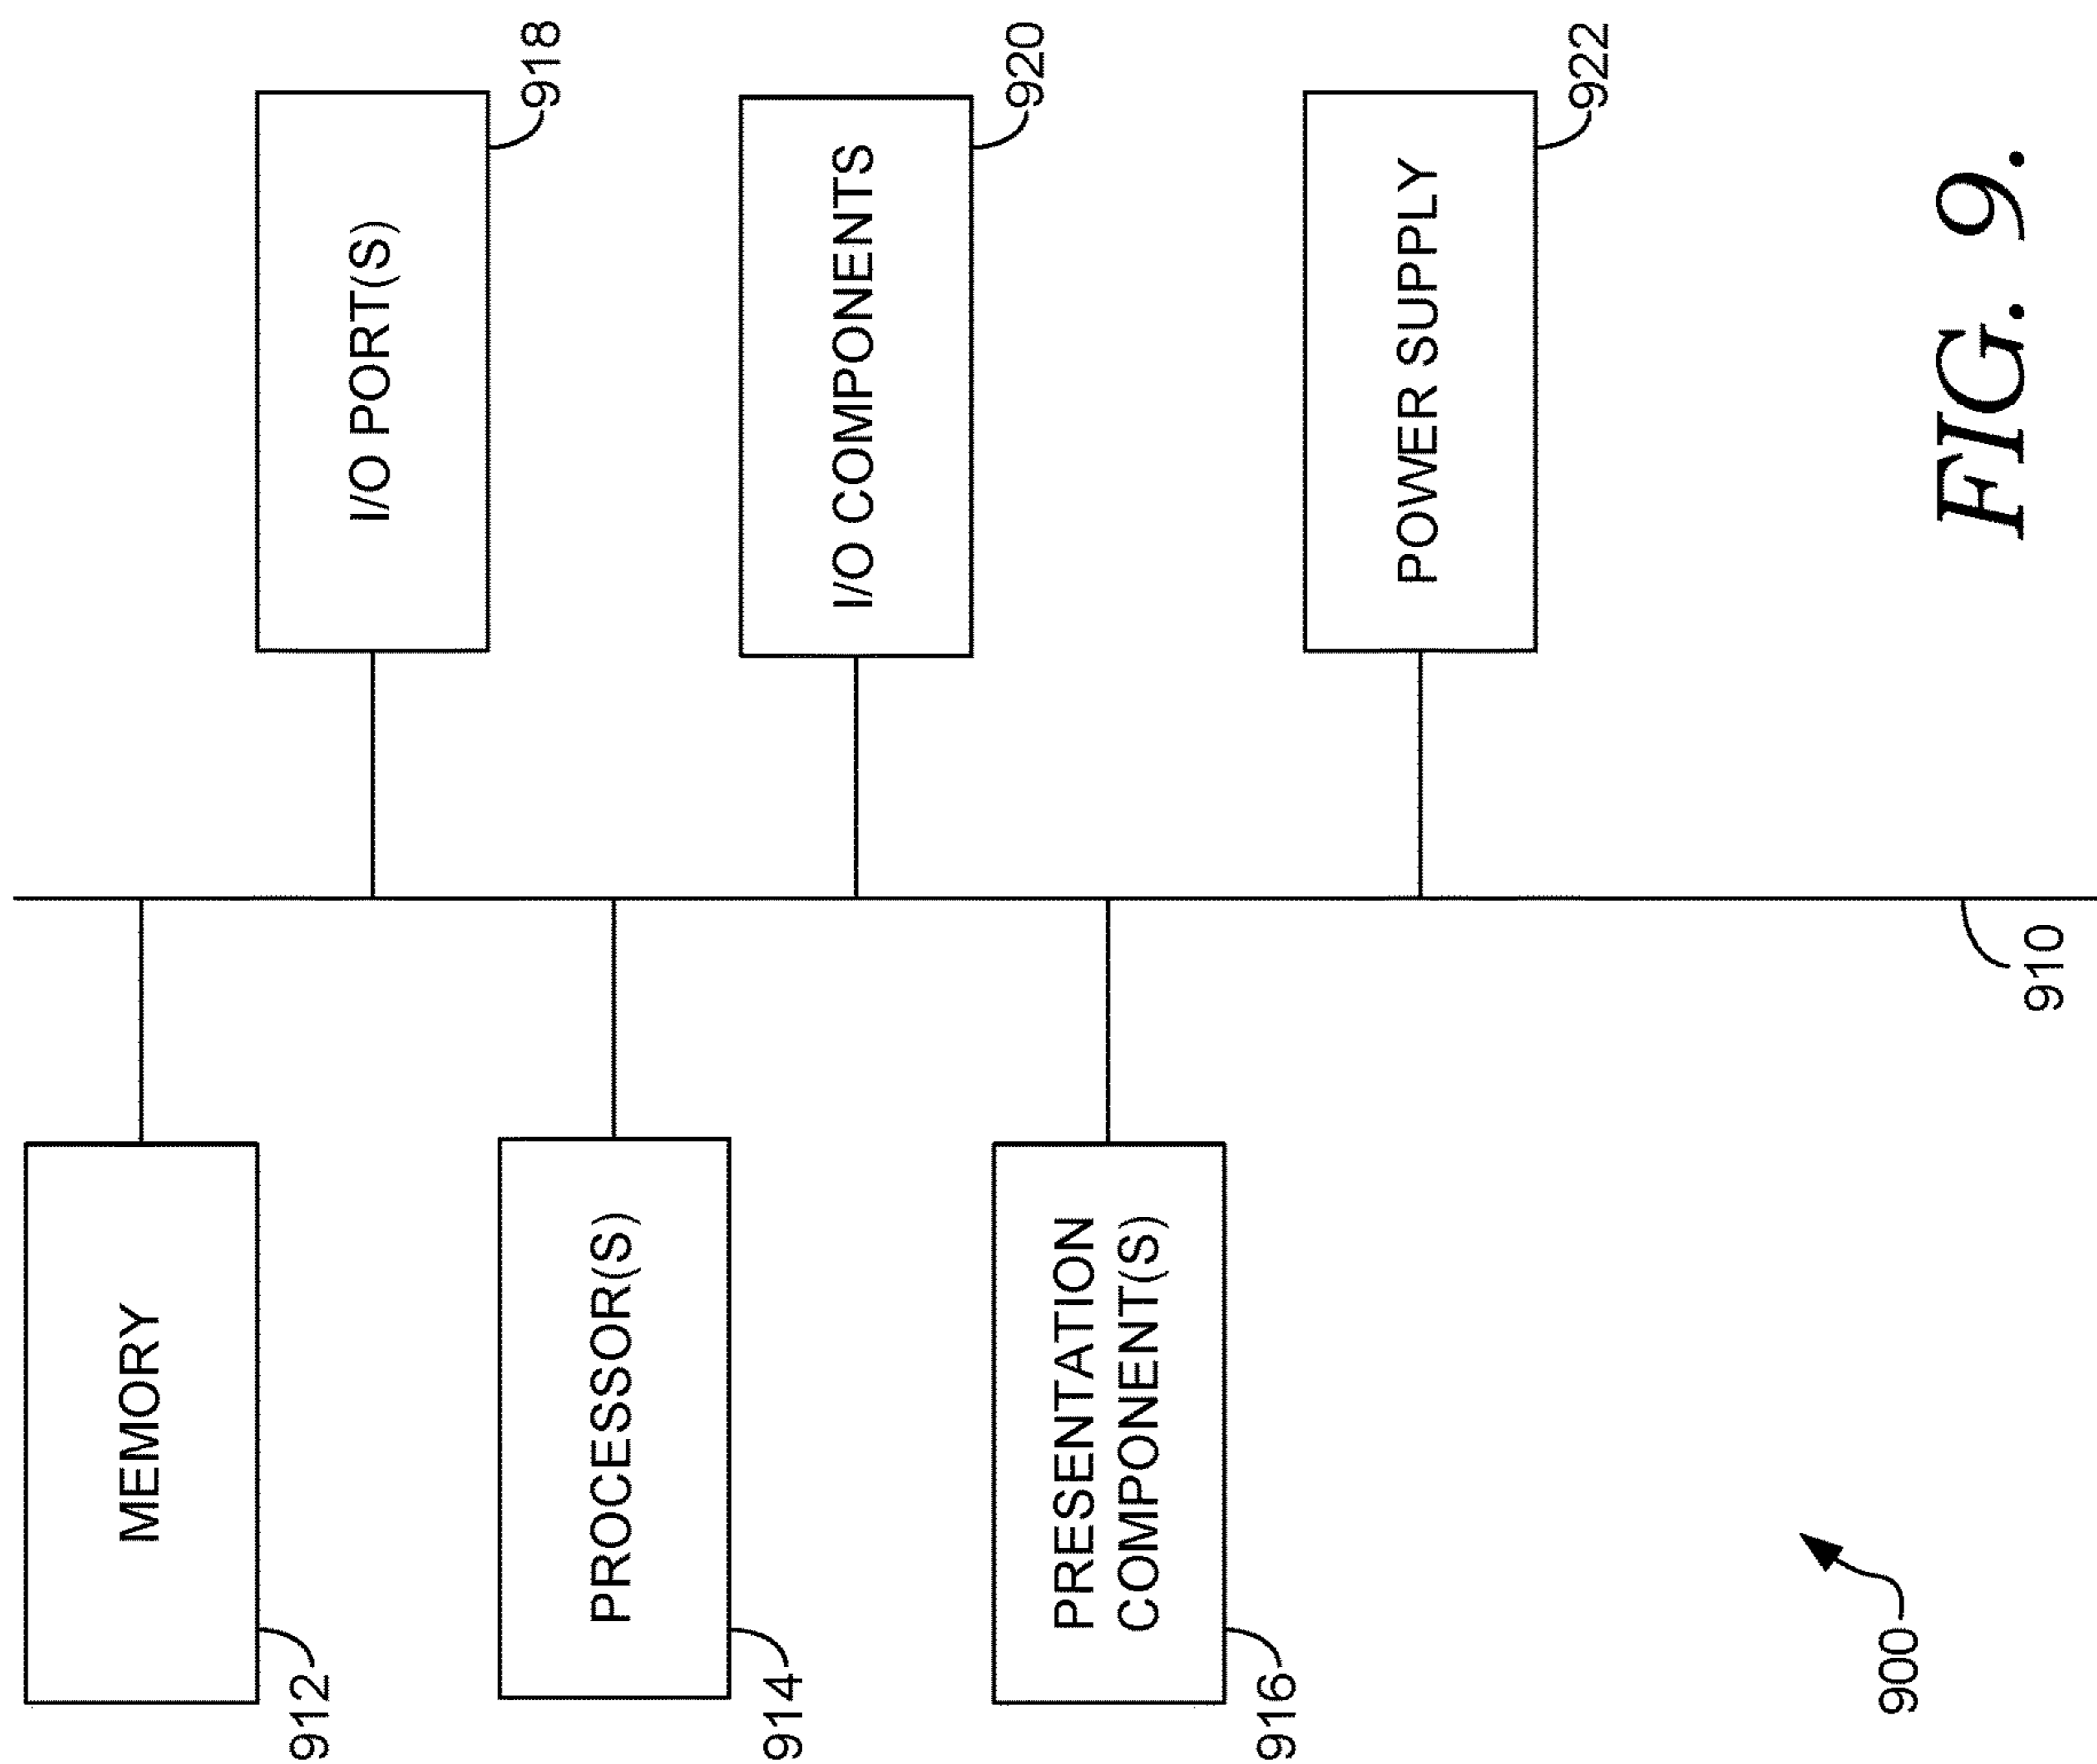 MEMORY
912
PROCESSOR(S)
914
PRESENTATION
COMPONENT(S)
916
900
I/O PORT(S)
918
I/O COMPONENTS
920
POWER SUPPLY
922
910
FIG. 9.